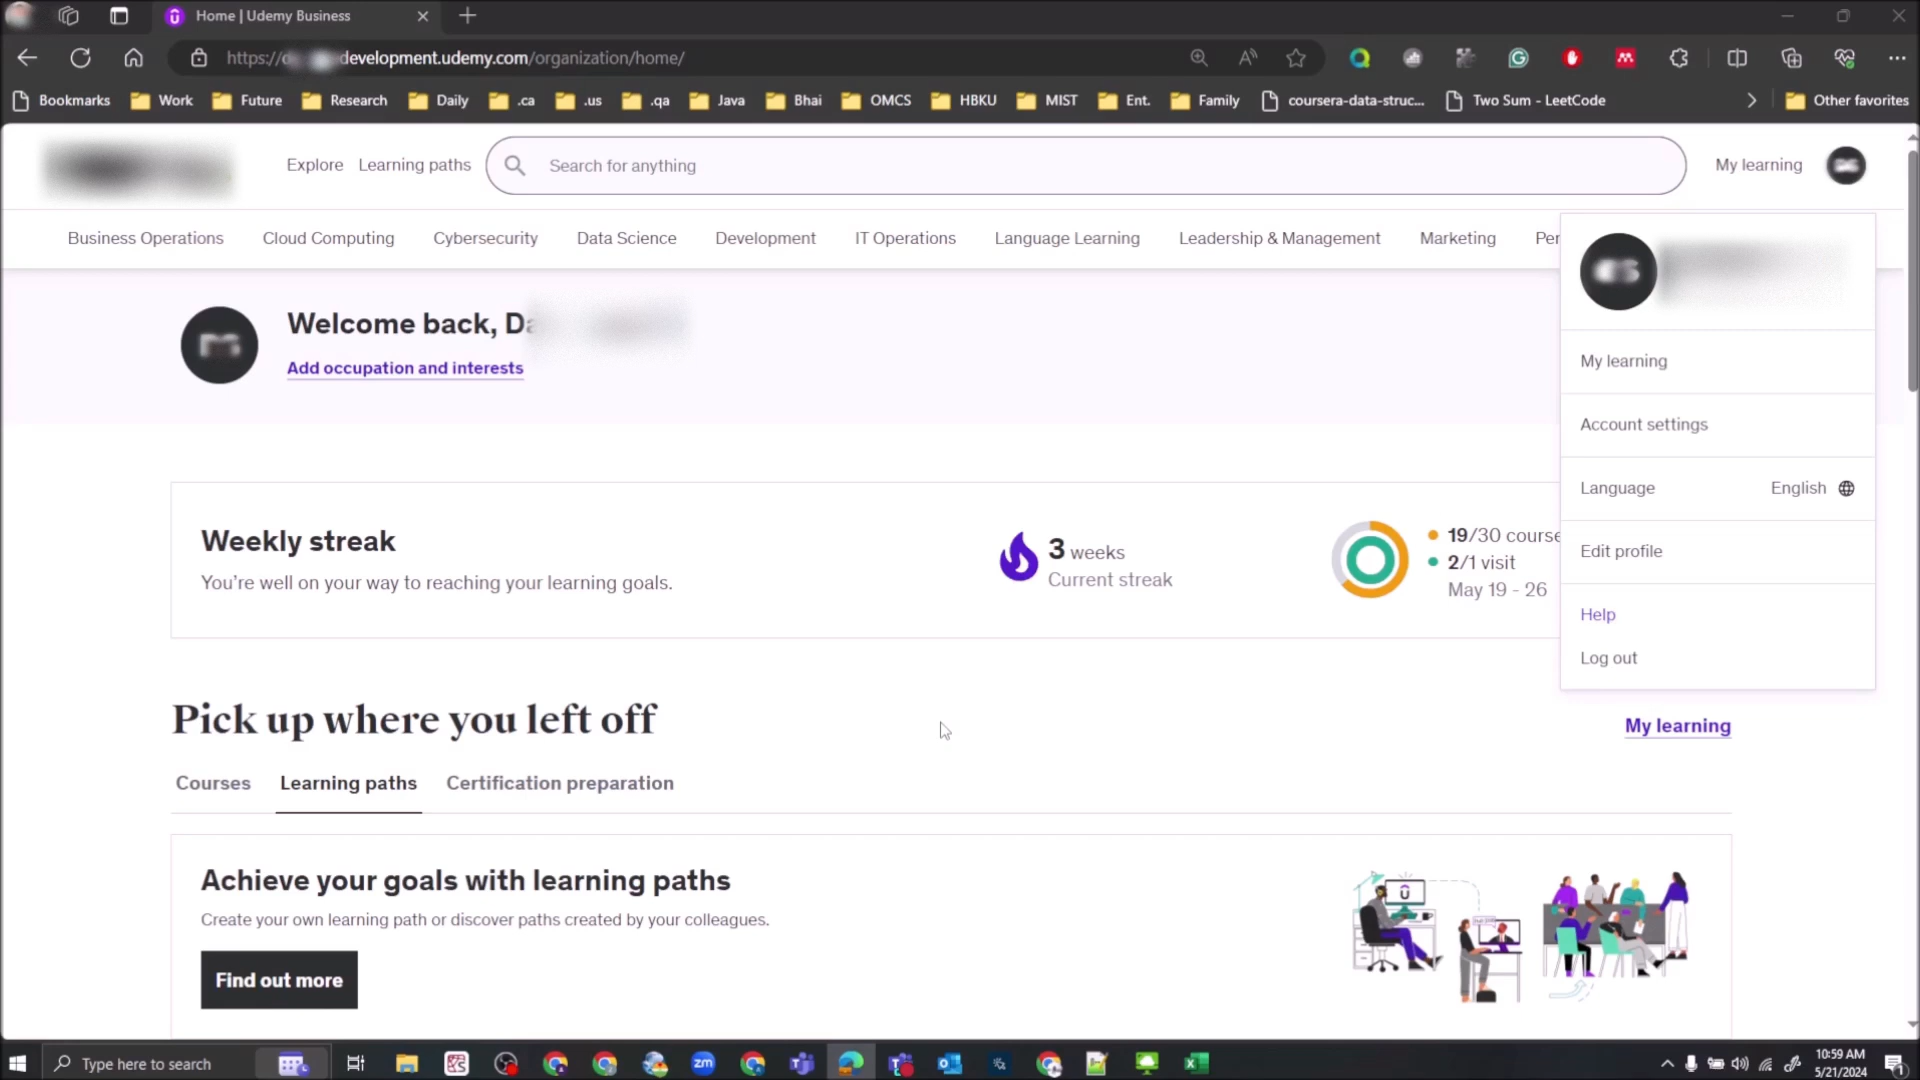 Home | Udemy Business
development.udemy.com/organization/home/
Bookmarks Work Future Research Daily .ca .us .qa Java Bhai OMCS HBKU MIST Ent. Family coursera-data-struc... Two Sum - LeetCode Other favorites
Explore Learning paths Search for anything My learning
Business Operations Cloud Computing Cybersecurity Data Science Development IT Operations Language Learning Leadership & Management Marketing Per
Welcome back, Da
Add occupation and interests
My learning
Account settings
Language English
Edit profile
Help
Log out
Weekly streak
You're well on your way to reaching your learning goals.
3 weeks
Current streak
19/30 course
2/1 visit
May 19 - 26
Pick up where you left off
My learning
Courses Learning paths Certification preparation
Achieve your goals with learning paths
Create your own learning path or discover paths created by your colleagues.
Find out more
Type here to search
zm
10:59 AM
5/21/2024